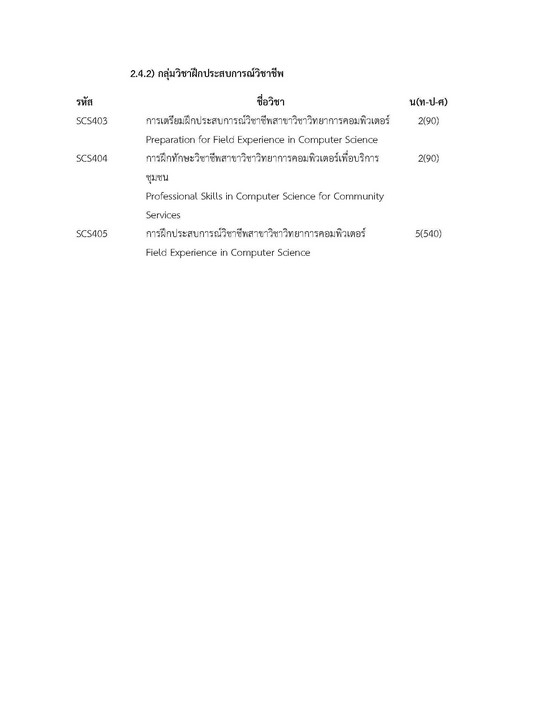 2.4.2) กลุ่มวิชาฝึกประสบการณ์วิชาชีพ
รหัส ชื่อวิชา น(ท-ป-ศ)
SCS403 การเตรียมฝึกประสบการณ์วิชาชีพสาขาวิชาวิทยาการคอมพิวเตอร์ 2(90)
Preparation for Field Experience in Computer Science
SCS404 การฝึกทักษะวิชาชีพสาขาวิชาวิทยาการคอมพิวเตอร์เพื่อบริการ 2(90)
ชุมชน
Professional Skills in Computer Science for Community
Services
SCS405 การฝึกประสบการณ์วิชาชีพสาขาวิชาวิทยาการคอมพิวเตอร์ 5(540)
Field Experience in Computer Science